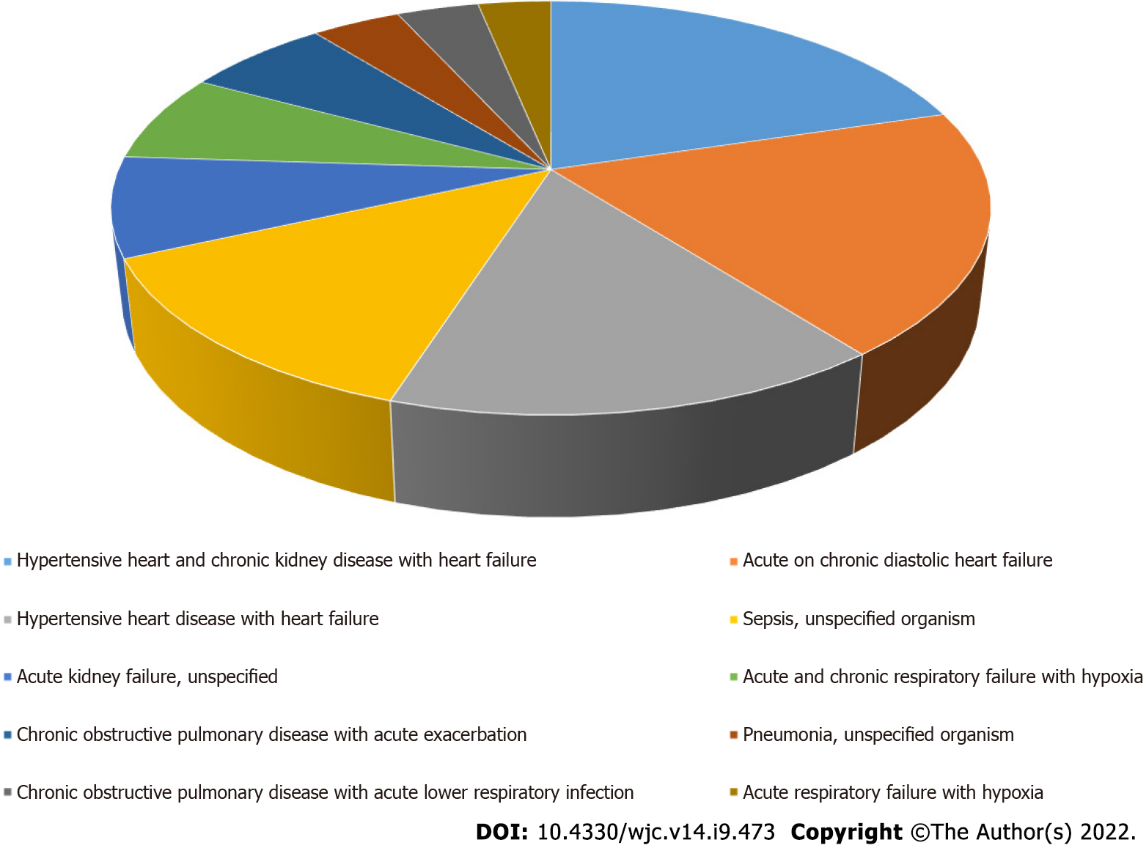 Hypertensive heart and chronic kidney disease with heart failure
Acute on chronic diastolic heart failure
Hypertensive heart disease with heart failure
Sepsis, unspecified organism
Acute kidney failure, unspecified
Acute and chronic respiratory failure with hypoxia
Chronic obstructive pulmonary disease with acute exacerbation
Pneumonia, unspecified organism
Chronic obstructive pulmonary disease with acute lower respiratory infection
Acute respiratory failure with hypoxia
DOI: 10.4330/wjc.v14.i9.473 Copyright ©The Author(s) 2022.